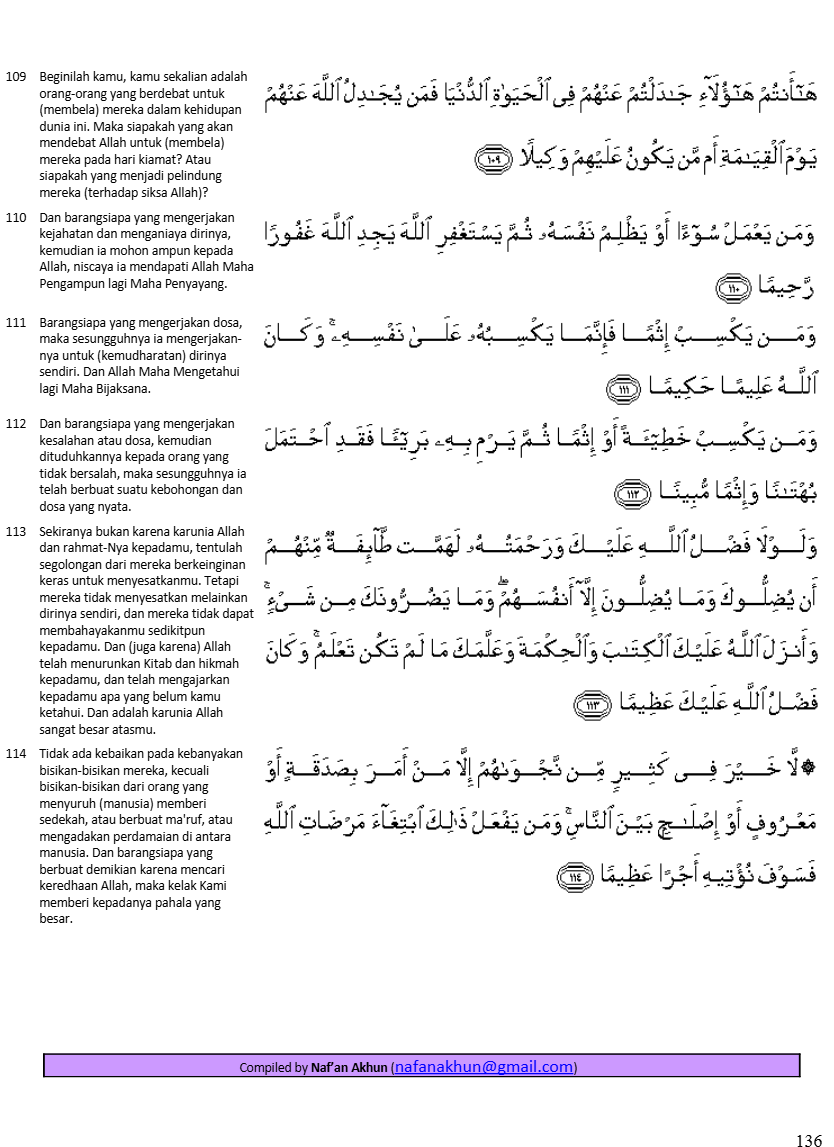 109 Beginilah kamu, kamu sekalian adalah
orang-orang yang berdebat untuk
(membela) mereka dalam kehidupan
dunia ini. Maka siapakah yang akan
mendebat Allah untuk (membela)
mereka pada hari kiamat? Atau
siapakah yang menjadi pelindung
mereka (terhadap siksa Allah)?
هَٰٓأَنتُمْ هَٰٓؤُلَآءِ جَٰدَلْتُمْ عَنْهُمْ فِى ٱلْحَيَوٰةِ ٱلدُّنْيَا فَمَن يُجَٰدِلُ ٱللَّهَ عَنْهُمْ
يَوْمَ ٱلْقِيَٰمَةِ أَم مَّن يَكُونُ عَلَيْهِمْ وَكِيلًا ١٠٩
110 Dan barangsiapa yang mengerjakan
kejahatan dan menganiaya dirinya,
kemudian ia mohon ampun kepada
Allah, niscaya ia mendapati Allah Maha
Pengampun lagi Maha Penyayang.
وَمَن يَعْمَلْ سُوٓءًا أَوْ يَظْلِمْ نَفْسَهُۥ ثُمَّ يَسْتَغْفِرِ ٱللَّهَ يَجِدِ ٱللَّهَ غَفُورًا
رَّحِيمًا ١١٠
111 Barangsiapa yang mengerjakan dosa,
maka sesungguhnya ia mengerjakan-
nya untuk (kemudharatan) dirinya
sendiri. Dan Allah Maha Mengetahui
lagi Maha Bijaksana.
وَمَن يَكْسِبْ إِثْمًا فَإِنَّمَا يَكْسِبُهُۥ عَلَىٰ نَفْسِهِۦ ۚ وَكَانَ
ٱللَّهُ عَلِيمًا حَكِيمًا ١١١
112 Dan barangsiapa yang mengerjakan
kesalahan atau dosa, kemudian
dituduhkannya kepada orang yang
tidak bersalah, maka sesungguhnya ia
telah berbuat suatu kebohongan dan
dosa yang nyata.
وَمَن يَكْسِبْ خَطِيٓـَٔةً أَوْ إِثْمًا ثُمَّ يَرْمِ بِهِۦ بَرِيٓـًٔا فَقَدِ ٱحْتَمَلَ
بُهْتَٰنًا وَإِثْمًا مُّبِينًا ١١٢
113 Sekiranya bukan karena karunia Allah
dan rahmat-Nya kepadamu, tentulah
segolongan dari mereka berkeinginan
keras untuk menyesatkanmu. Tetapi
mereka tidak menyesatkan melainkan
dirinya sendiri, dan mereka tidak dapat
membahayakanmu sedikitpun
kepadamu. Dan (juga karena) Allah
telah menurunkan Kitab dan hikmah
kepadamu, dan telah mengajarkan
kepadamu apa yang belum kamu
ketahui. Dan adalah karunia Allah
sangat besar atasmu.
وَلَوْلَا فَضْلُ ٱللَّهِ عَلَيْكَ وَرَحْمَتُهُۥ لَهَمَّت طَّآئِفَةٌ مِّنْهُمْ
أَن يُضِلُّوكَ وَمَا يُضِلُّونَ إِلَّآ أَنفُسَهُمْ ۖ وَمَا يَضُرُّونَكَ مِن شَىْءٍ ۚ
وَأَنزَلَ ٱللَّهُ عَلَيْكَ ٱلْكِتَٰبَ وَٱلْحِكْمَةَ وَعَلَّمَكَ مَا لَمْ تَكُن تَعْلَمُ ۚ وَكَانَ
فَضْلُ ٱللَّهِ عَلَيْكَ عَظِيمًا ١١٣
114 Tidak ada kebaikan pada kebanyakan
bisikan-bisikan mereka, kecuali
bisikan-bisikan dari orang yang
menyuruh (manusia) memberi
sedekah, atau berbuat ma'ruf, atau
mengadakan perdamaian di antara
manusia. Dan barangsiapa yang
berbuat demikian karena mencari
keredhaan Allah, maka kelak Kami
memberi kepadanya pahala yang
besar.
۞ لَّا خَيْرَ فِى كَثِيرٍ مِّن نَّجْوَىٰهُمْ إِلَّا مَنْ أَمَرَ بِصَدَقَةٍ أَوْ
مَعْرُوفٍ أَوْ إِصْلَٰحٍۭ بَيْنَ ٱلنَّاسِ ۚ وَمَن يَفْعَلْ ذَٰلِكَ ٱبْتِغَآءَ مَرْضَاتِ ٱللَّهِ
فَسَوْفَ نُؤْتِيهِ أَجْرًا عَظِيمًا ١١٤
Compiled by Naf’an Akhun (nafanakhun@gmail.com)
136